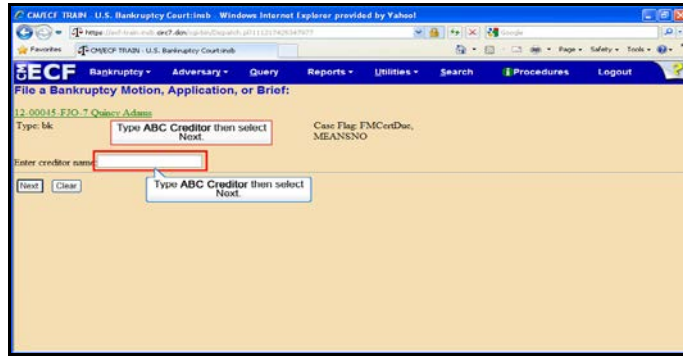 CM/ECF TRAIN - U.S. Bankruptcy Court:insb - Windows Internet Explorer provided by Yahoo!
Google
Favorites CM/ECF TRAIN - U.S. Bankruptcy Court:insb Page Safety Tools
ECF Bankruptcy Adversary Query Reports Utilities Search Procedures Logout ?
File a Bankruptcy Motion, Application, or Brief:
12-00045-FJO-7 Quincy Adams
Type: bk
Case Flag: FMCertDue,
MEANSNO
Type ABC Creditor then select
Next.
Enter creditor name:
Next Clear
Type ABC Creditor then select
Next.